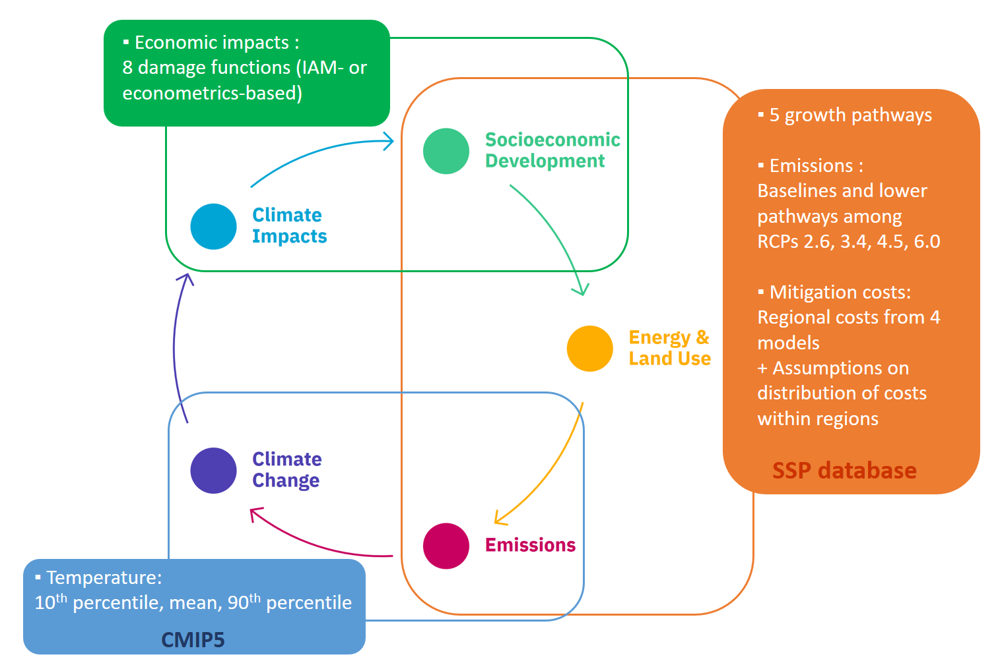 ▪ Economic impacts :
8 damage functions (IAM- or
econometrics-based)
Socioeconomic
Development
Climate
Impacts
▪ 5 growth pathways
▪ Emissions :
Baselines and lower
pathways among
RCPs 2.6, 3.4, 4.5, 6.0
▪ Mitigation costs:
Regional costs from 4
models
+ Assumptions on
distribution of costs
within regions
SSP database
Energy &
Land Use
Climate
Change
Emissions
▪ Temperature:
10th percentile, mean, 90th percentile
CMIP5